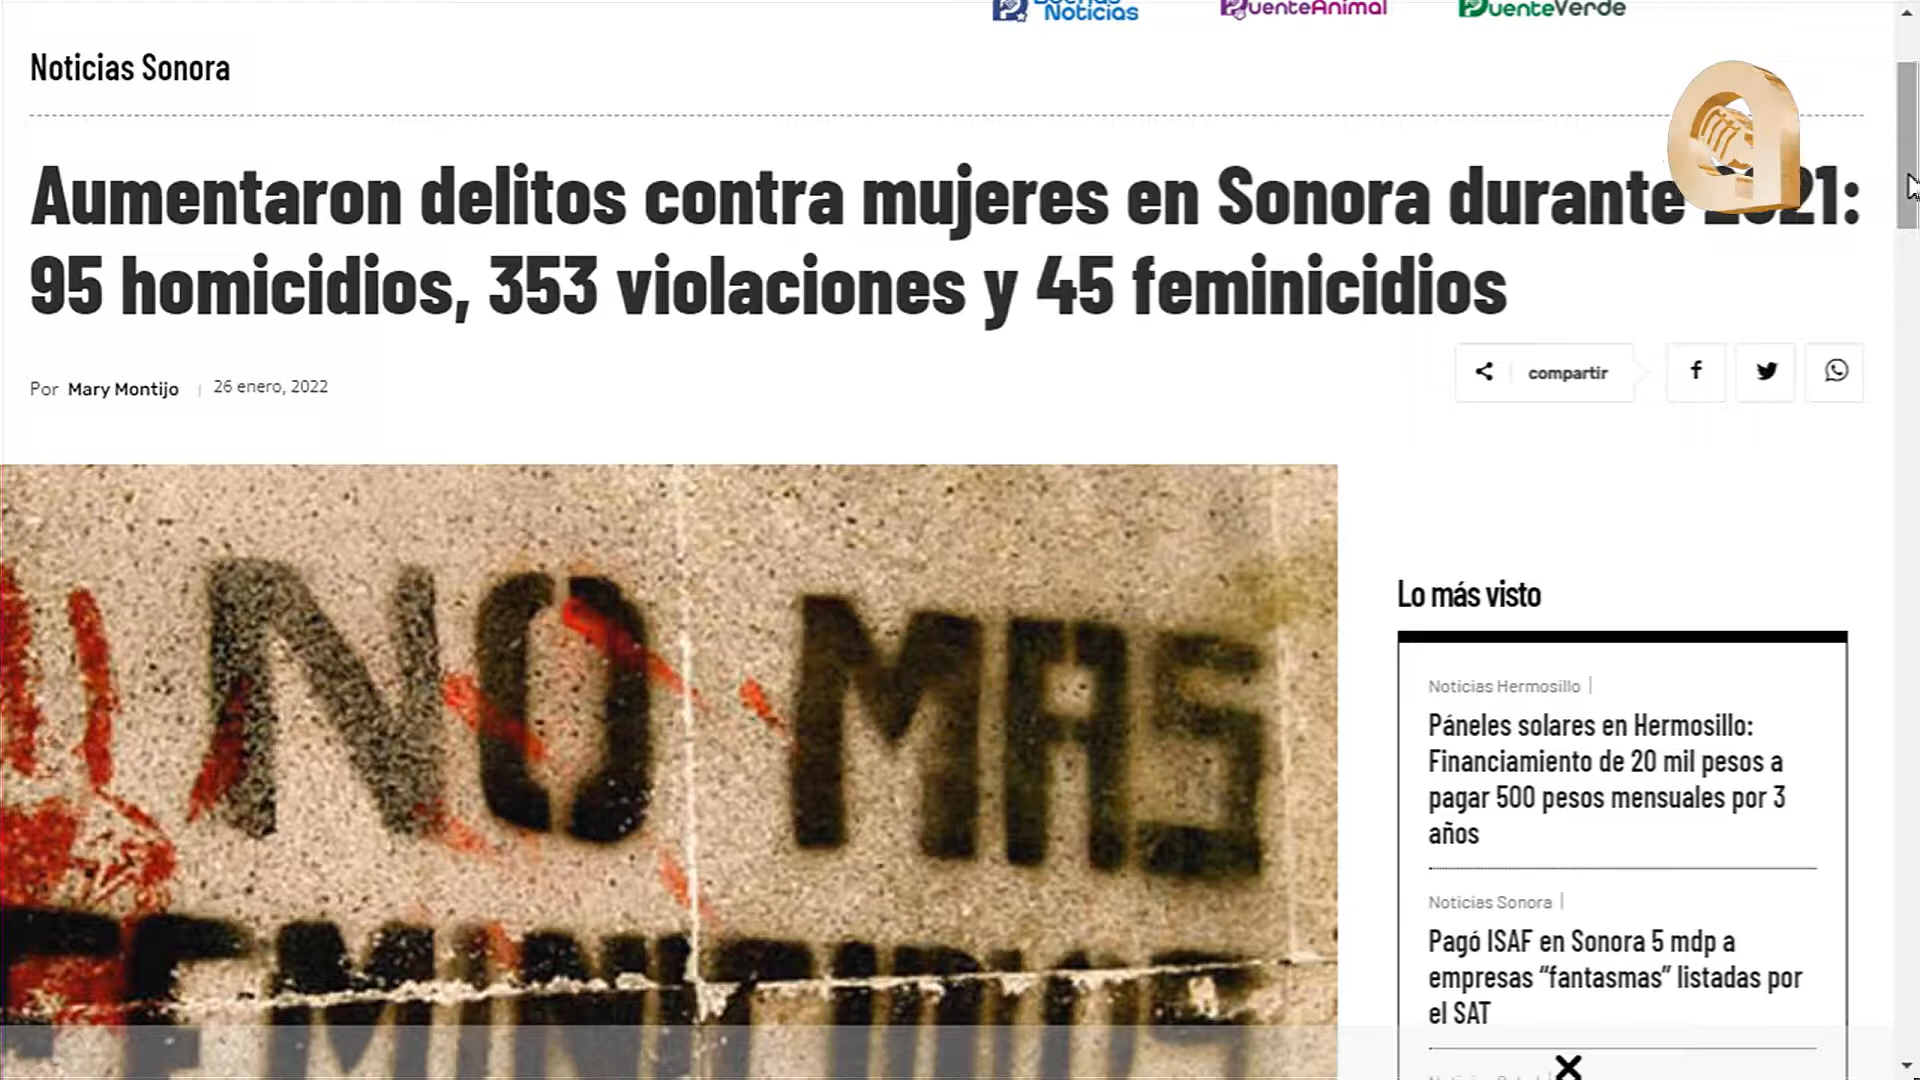 Buenas
Noticias
PuenteAnimal
PuenteVerde
Noticias Sonora
Aumentaron delitos contra mujeres en Sonora durante 2021:
95 homicidios, 353 violaciones y 45 feminicidios
Por Mary Montijo | 26 enero, 2022
compartir
NO MAS
FEMINICIDIOS
Lo más visto
Noticias Hermosillo |
Páneles solares en Hermosillo:
Financiamiento de 20 mil pesos a
pagar 500 pesos mensuales por 3
años
Noticias Sonora |
Pagó ISAF en Sonora 5 mdp a
empresas “fantasmas” listadas por
el SAT